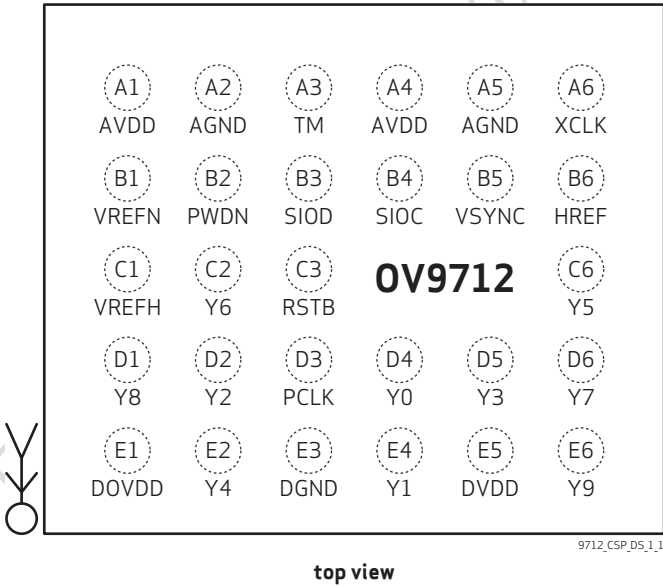 A1 A2 A3 A4 A5 A6
AVDD AGND TM AVDD AGND XCLK
B1 B2 B3 B4 B5 B6
VREFN PWDN SIOD SIOC VSYNC HREF
C1 C2 C3 OV9712 C6
VREFH Y6 RSTB Y5
D1 D2 D3 D4 D5 D6
Y8 Y2 PCLK Y0 Y3 Y7
E1 E2 E3 E4 E5 E6
DOVDD Y4 DGND Y1 DVDD Y9
9712_CSP_DS_1_1
top view